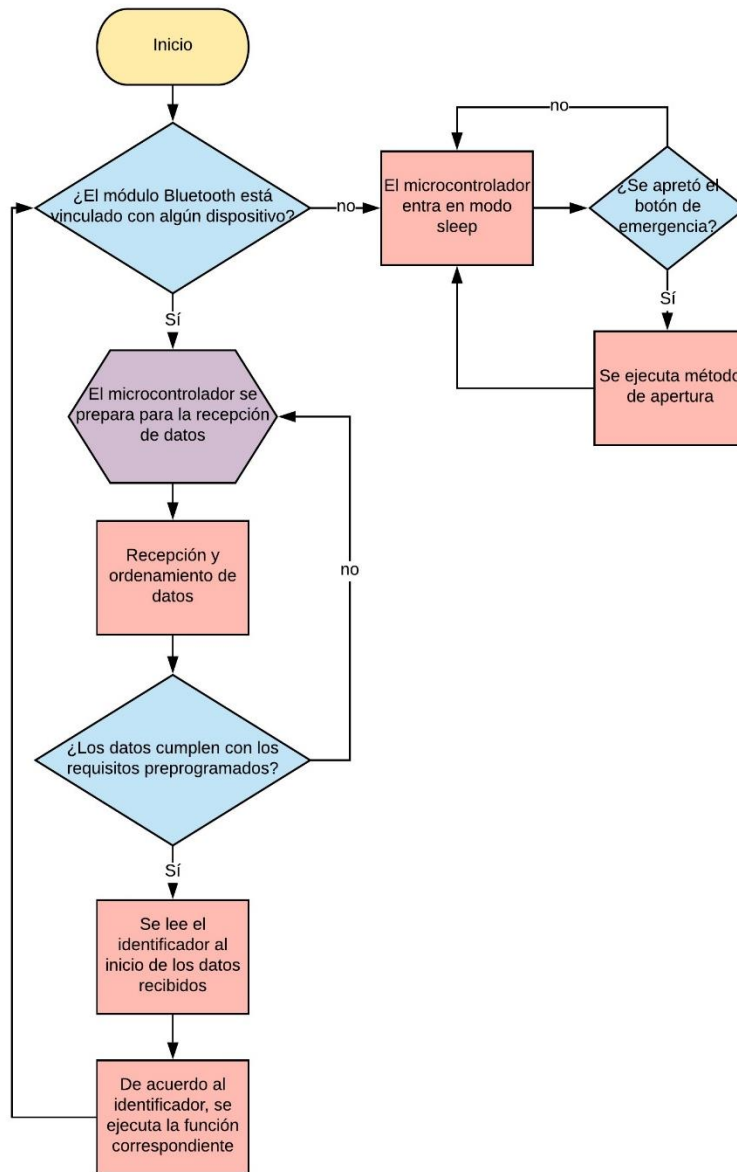 Inicio
¿El módulo Bluetooth está
vinculado con algún dispositivo?
no
El microcontrolador
entra en modo
sleep
no
¿Se apretó el
botón de
emergencia?
Sí
Se ejecuta método
de apertura
Sí
El microcontrolador se
prepara para la recepción
de datos
Recepción y
ordenamiento de
datos
no
¿Los datos cumplen con los
requisitos preprogramados?
Sí
Se lee el
identificador al
inicio de los datos
recibidos
De acuerdo al
identificador, se
ejecuta la función
correspondiente